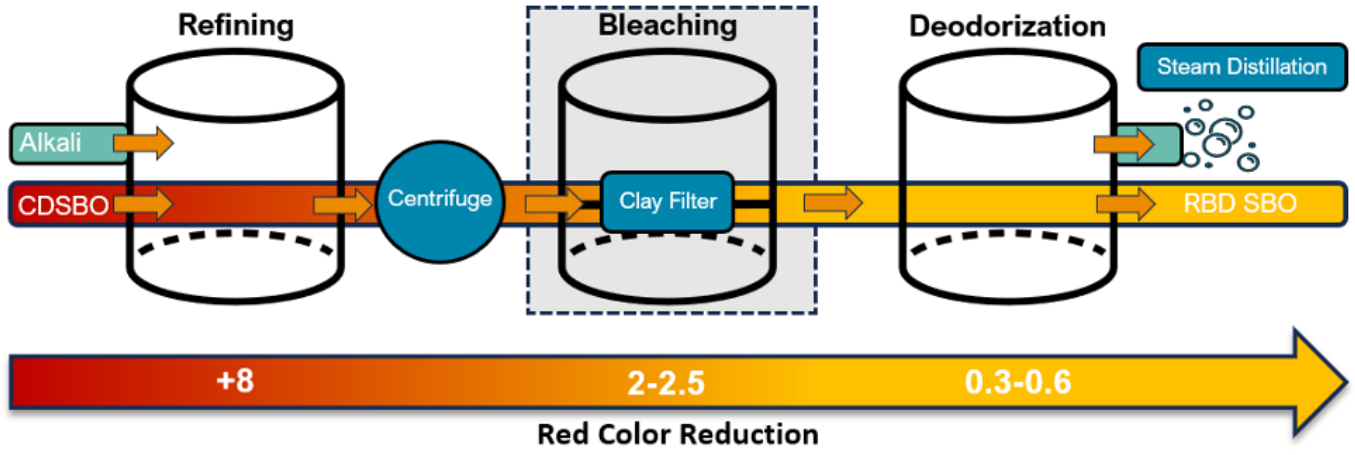 Refining
Bleaching
Deodorization
Steam Distillation
Alkali
CDSBO
Centrifuge
Clay Filter
RBD SBO
+8
2-2.5
0.3-0.6
Red Color Reduction